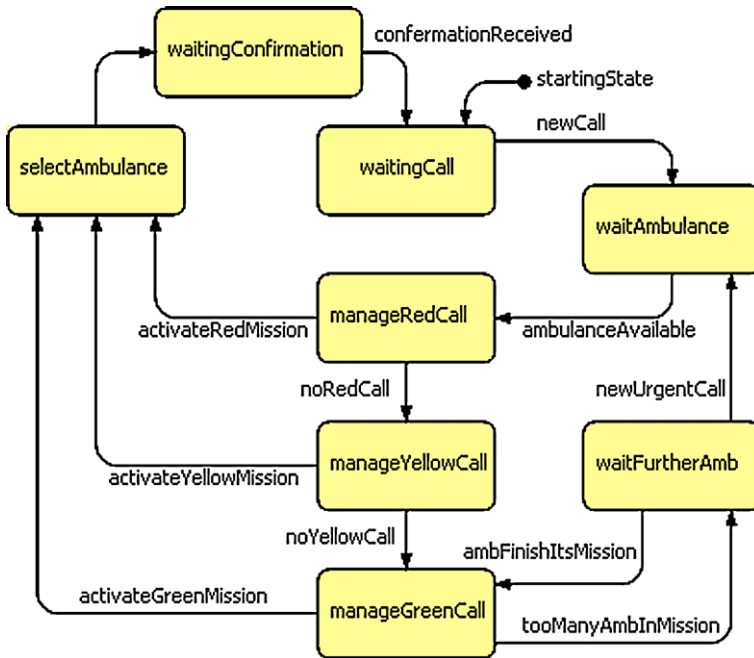 waitingConfirmation
confermationReceived
startingState
newCall
selectAmbulance
waitingCall
waitAmbulance
manageRedCall
activateRedMission
ambulanceAvailable
noRedCall
newUrgentCall
manageYellowCall
waitFurtherAmb
activateYellowMission
noYellowCall
ambFinishItsMission
activateGreenMission
manageGreenCall
tooManyAmbInMission